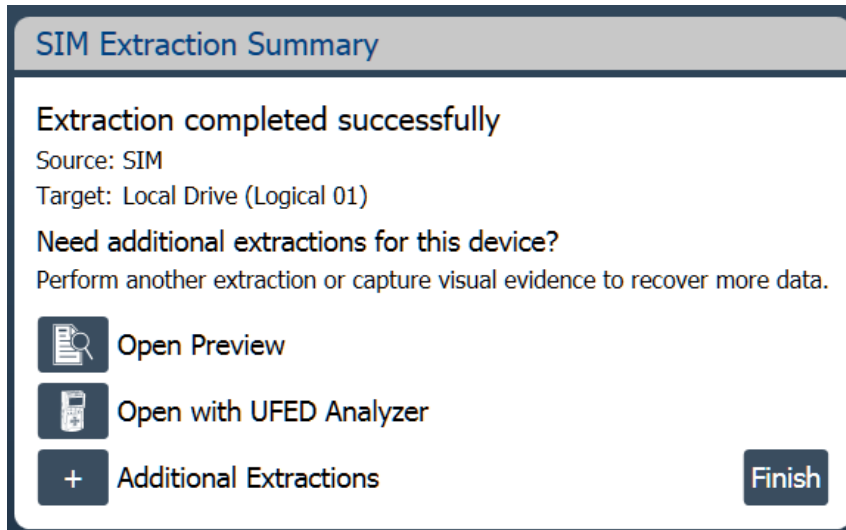 SIM Extraction Summary
Extraction completed successfully
Source: SIM
Target: Local Drive (Logical 01)
Need additional extractions for this device?
Perform another extraction or capture visual evidence to recover more data.
Open Preview
Open with UFED Analyzer
+ Additional Extractions
Finish